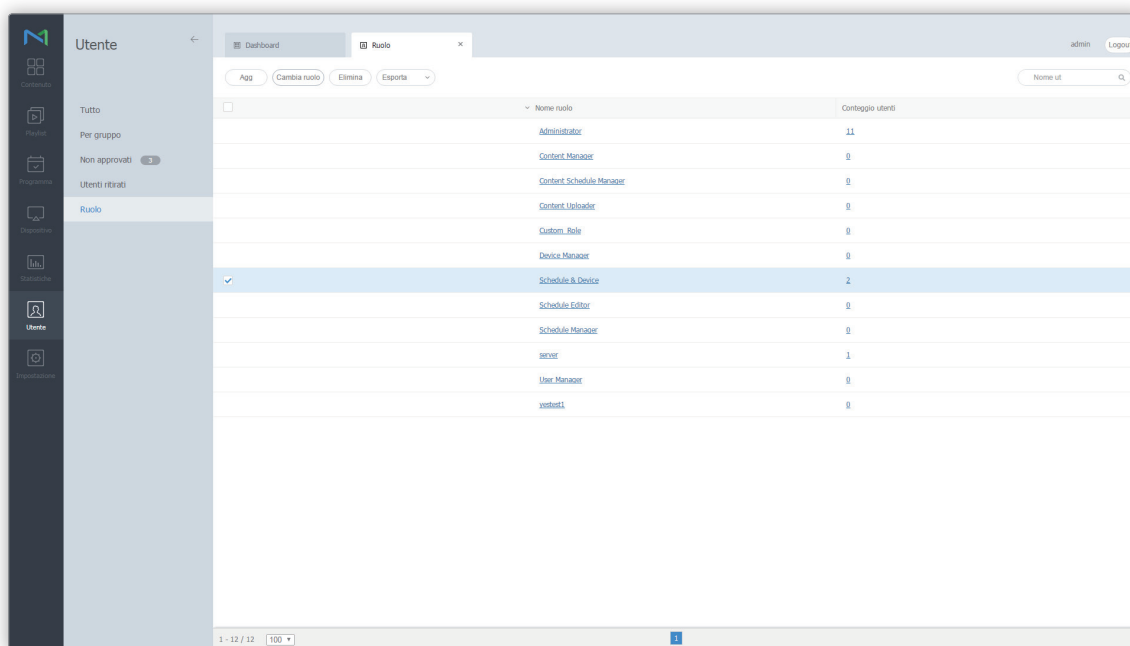 Utente
Dashboard
Ruolo
admin
Logou
Agg
Cambia ruolo
Elimina
Esporta
Nome ut
Contenuto
Playlist
Programma
Dispositivo
Statistiche
Utente
Impostazione
Tutto
Per gruppo
Non approvati 3
Utenti ritirati
Ruolo
Nome ruolo Conteggio utenti
Administrator 11
Content Manager 0
Content Schedule Manager 0
Content Uploader 0
Custom_Role 0
Device Manager 0
Schedule & Device 2
Schedule Editor 0
Schedule Manager 0
server 1
User Manager 0
vestest1 0
1 - 12 / 12
100
1